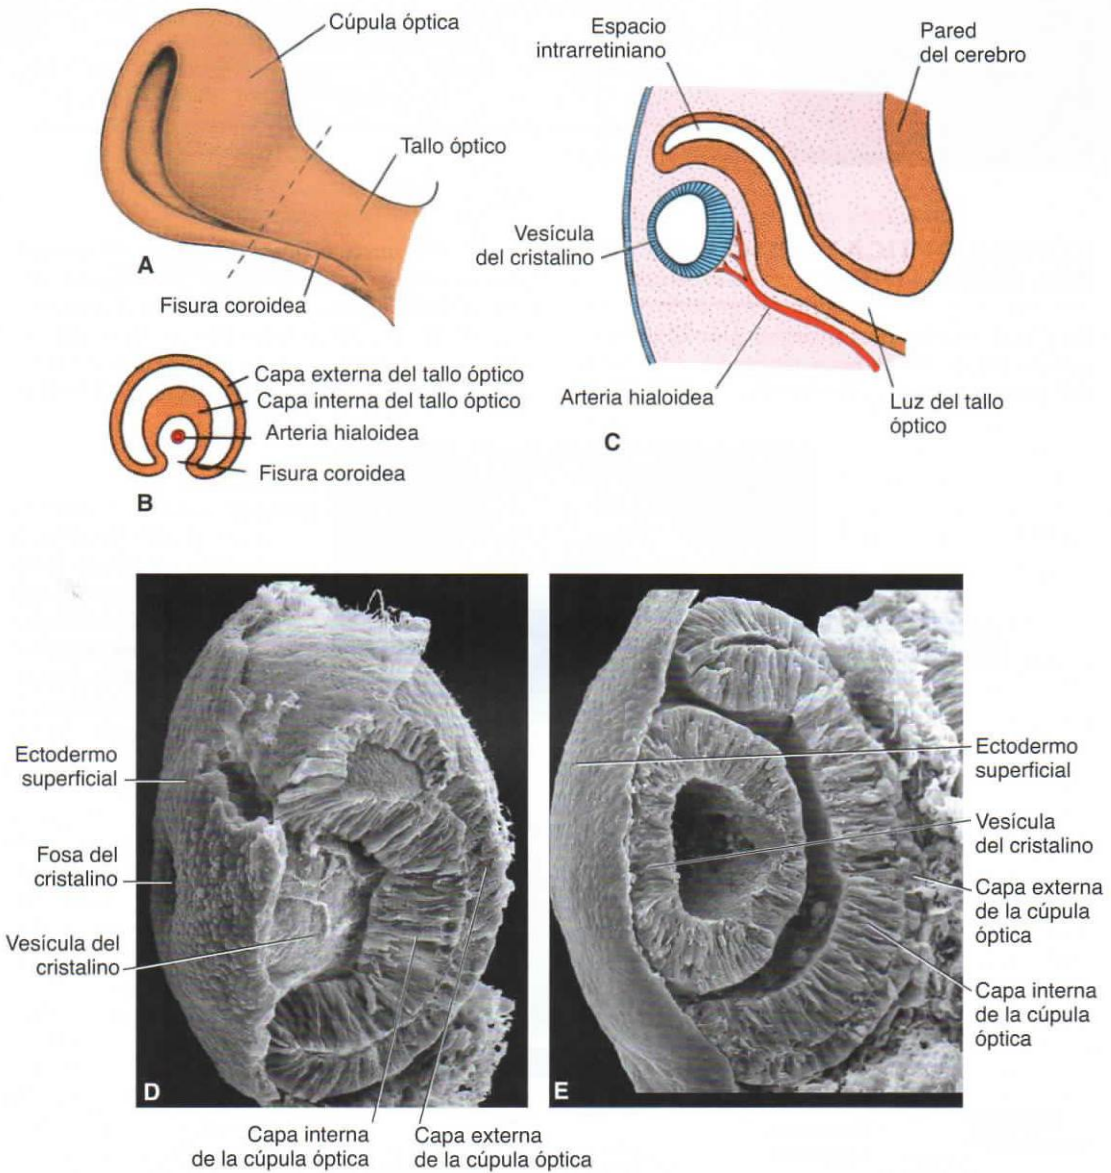 Cúpula óptica
Tallo óptico
A
Fisura coroidea
Capa externa del tallo óptico
Capa interna del tallo óptico
Arteria hialoidea
Fisura coroidea
B
Espacio
intrarretiniano
Pared
del cerebro
Vesícula
del cristalino
Arteria hialoidea
Luz del tallo
óptico
C
Ectodermo
superficial
Fosa del
cristalino
Vesícula del
cristalino
D
Capa interna
de la cúpula óptica
Capa externa
de la cúpula óptica
E
Ectodermo
superficial
Vesícula
del cristalino
Capa externa
de la cúpula
óptica
Capa interna
de la cúpula
óptica